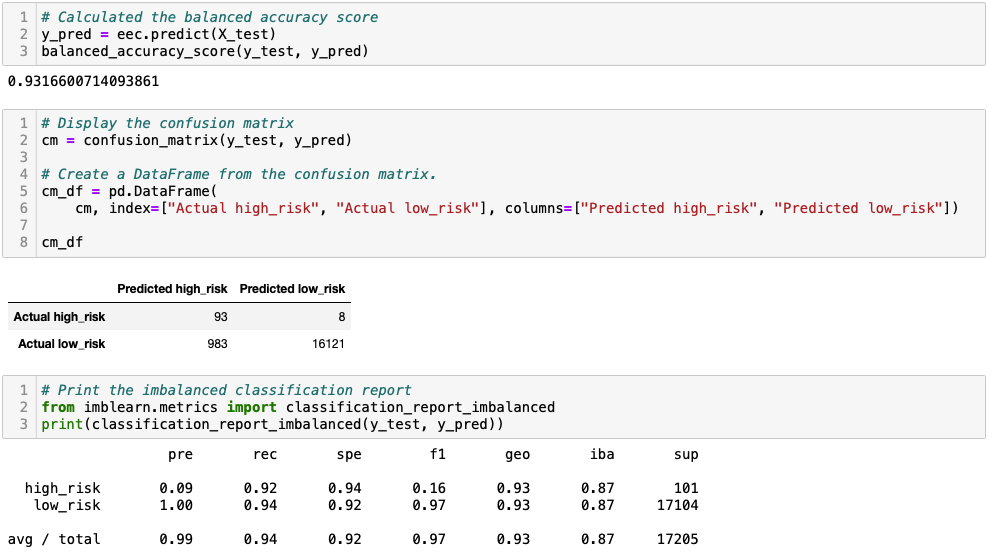 1 # Calculated the balanced accuracy score
2 y_pred = eec.predict(X_test)
3 balanced_accuracy_score(y_test, y_pred)
0.9316600714093861
1 # Display the confusion matrix
2 cm = confusion_matrix(y_test, y_pred)
3
4 # Create a DataFrame from the confusion matrix.
5 cm_df = pd.DataFrame(
6     cm, index=["Actual high_risk", "Actual low_risk"], columns=["Predicted high_risk", "Predicted low_risk"])
7
8 cm_df
Predicted high_risk Predicted low_risk
Actual high_risk 93 8
Actual low_risk 983 16121
1 # Print the imbalanced classification report
2 from imblearn.metrics import classification_report_imbalanced
3 print(classification_report_imbalanced(y_test, y_pred))
pre rec spe f1 geo iba sup
high_risk 0.09 0.92 0.94 0.16 0.93 0.87 101
low_risk 1.00 0.94 0.92 0.97 0.93 0.87 17104
avg / total 0.99 0.94 0.92 0.97 0.93 0.87 17205